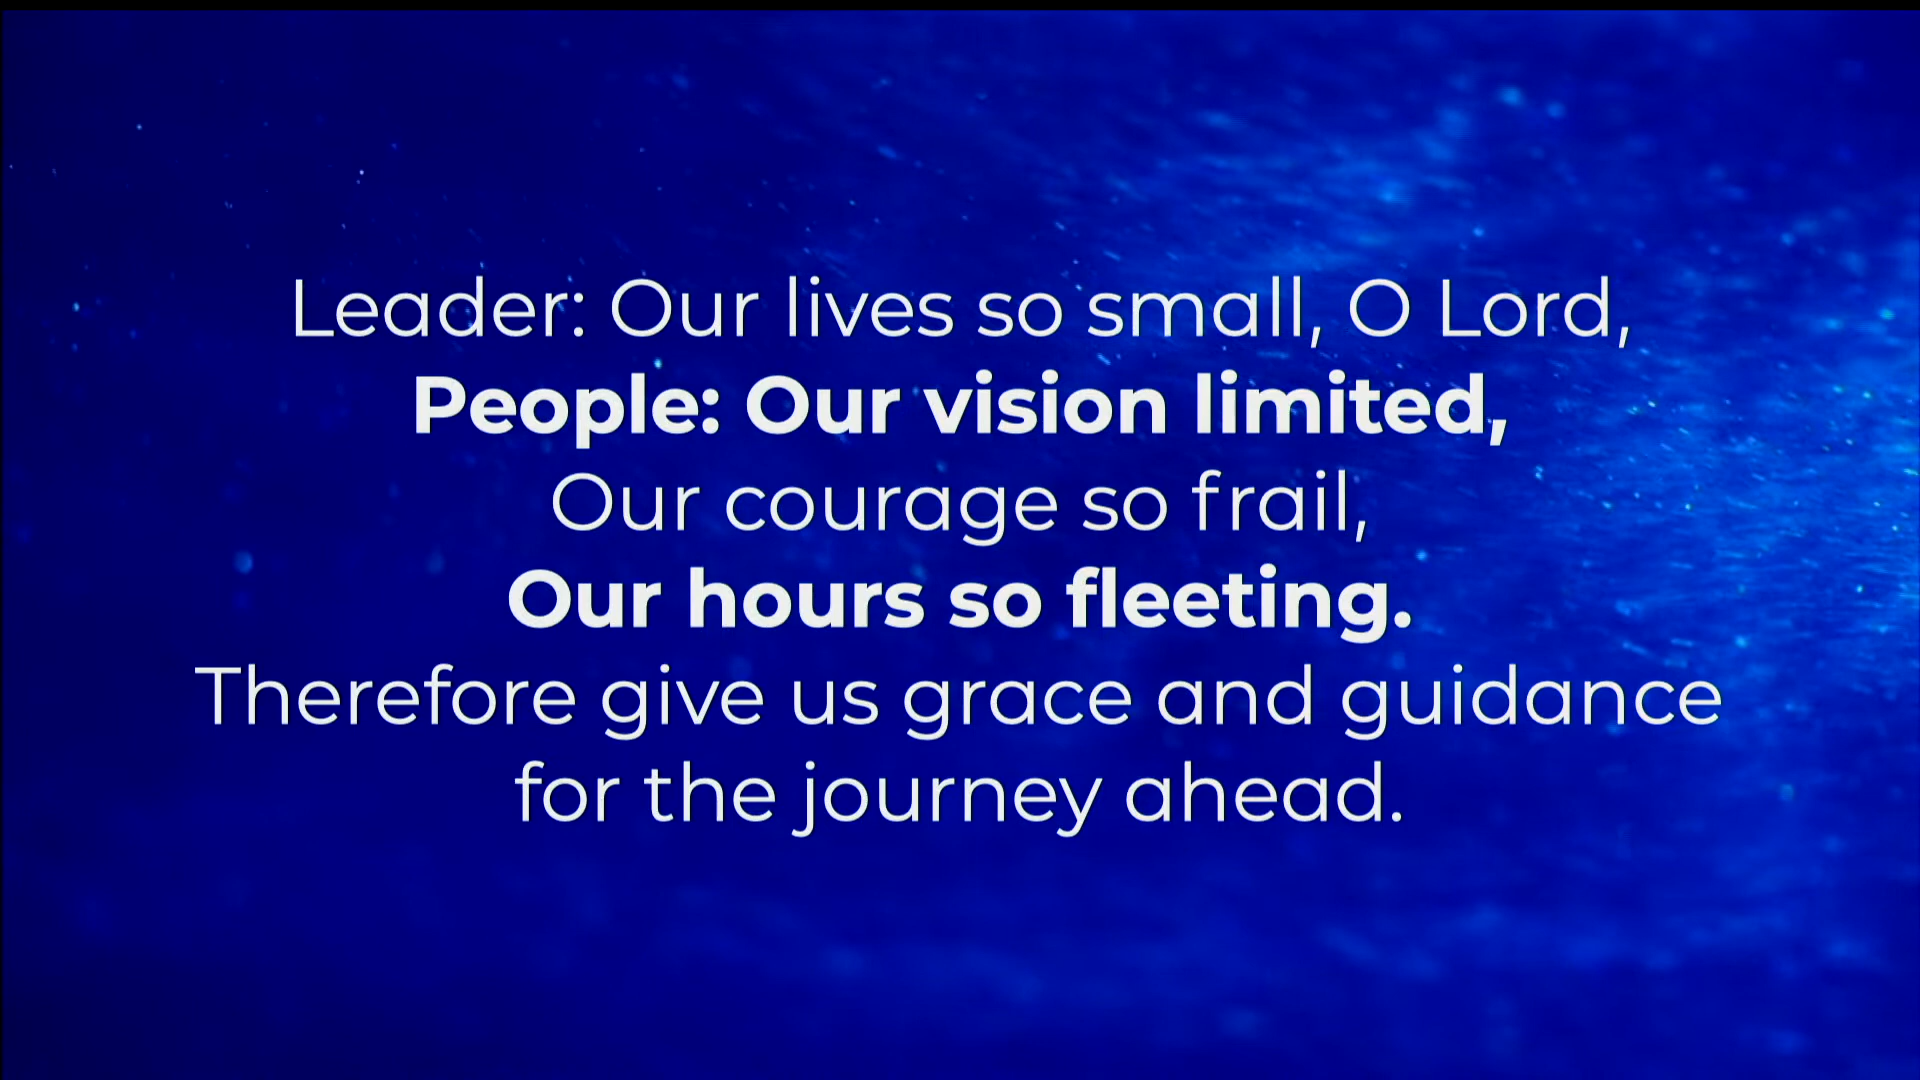 Leader: Our lives so small, O Lord,
People: Our vision limited,
Our courage so frail,
Our hours so fleeting.
Therefore give us grace and guidance
for the journey ahead.